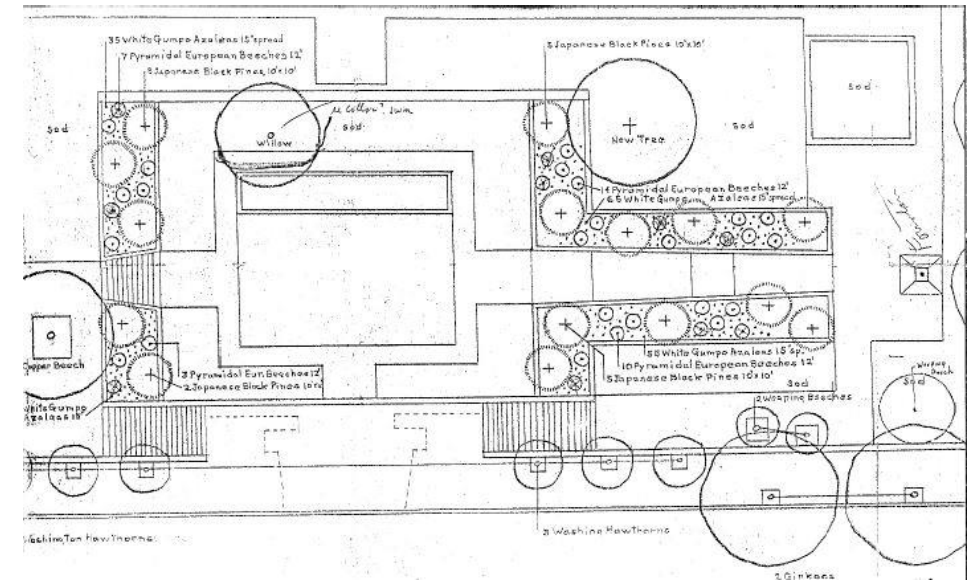 35 White Gumpo Azaleas 15" spread
7 Pyramidal European Beeches 12'
3 Japanese Black Pines, 10'x10'
5 Japanese Black Pines 10'x10'
Sod
Sod
Willow
Sod
New Tree
Sod
14 Pyramidal European Beeches 12'
65 White Gumpo Azaleas 15" spread
Copper Beech
3 Pyramidal Eur. Beeches 12'
2 Japanese Black Pines 10'x10'
White Gumpo
Azaleas 15"
55 White Gumpo Azaleas 15" sp.
10 Pyramidal European Beeches 12'
5 Japanese Black Pines 10'x10'
Sod
2 Weeping Beeches
Weeping
Beech
Sod
Washington Hawthorns
3 Washing Hawthorns
2 Ginkoes